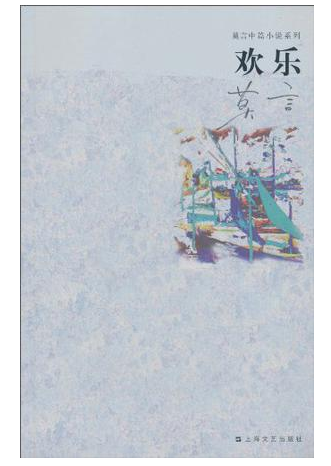 莫言中篇小说系列
欢乐
莫言
上海文艺出版社